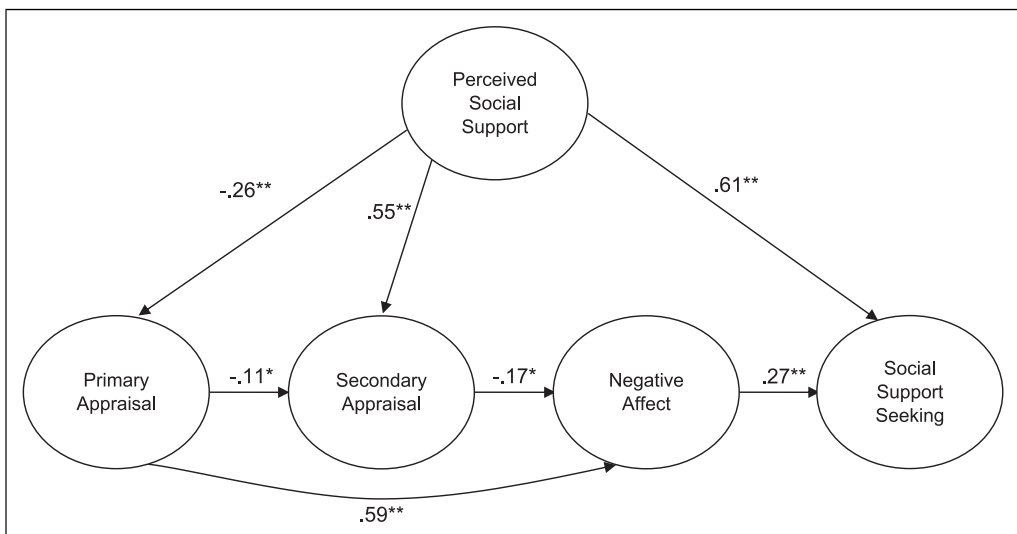 Perceived
Social
Support
-.26**
.55**
.61**
Primary
Appraisal
-.11*
Secondary
Appraisal
-.17*
Negative
Affect
.27**
Social
Support
Seeking
.59**